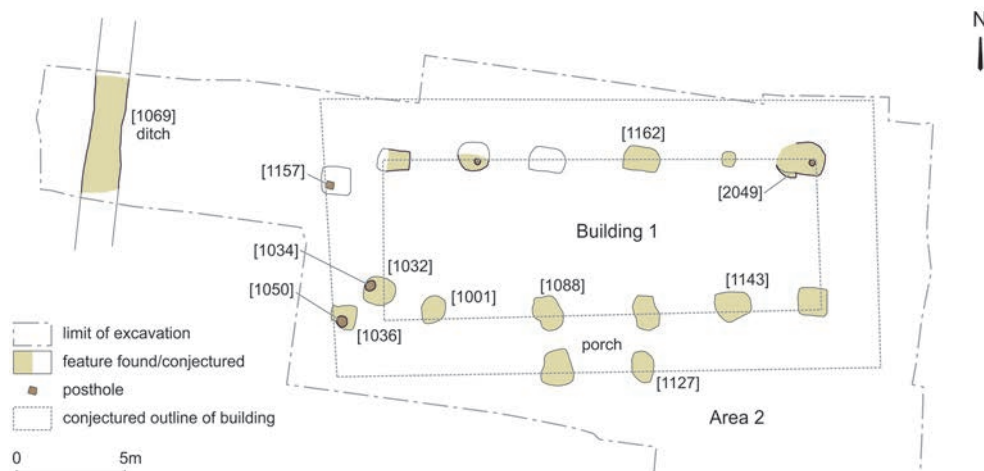 N
[1069]
ditch
[1162]
[1157]
[2049]
Building 1
[1034]
[1032]
[1050]
[1001]
[1088]
[1143]
[1036]
limit of excavation
feature found/conjectured
porch
[1127]
posthole
conjectured outline of building
Area 2
0 5m